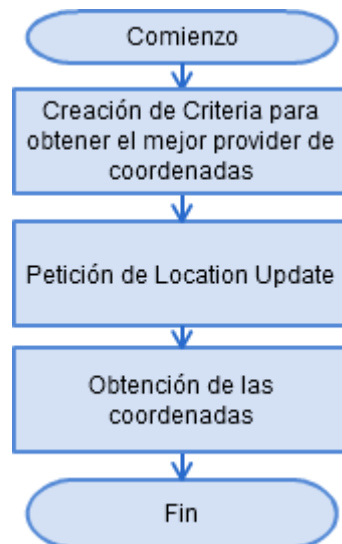 Comienzo
Creación de Criteria para
obtener el mejor provider de
coordenadas
Petición de Location Update
Obtención de las
coordenadas
Fin